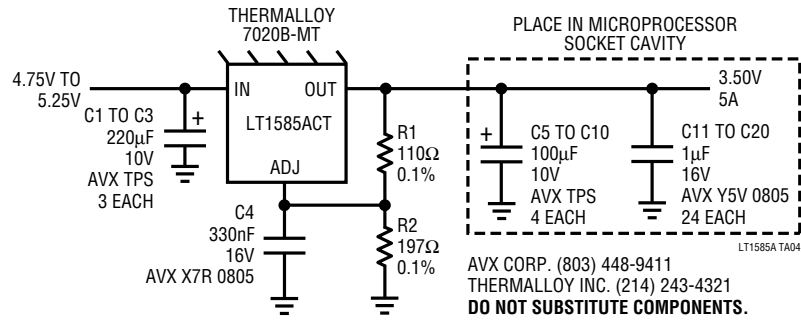 THERMALLOY
7020B-MT
PLACE IN MICROPROCESSOR
SOCKET CAVITY
4.75V TO
5.25V
IN
OUT
LT1585ACT
ADJ
3.50V
5A
C1 TO C3
220µF
10V
AVX TPS
3 EACH
+
R1
110Ω
0.1%
+
C5 TO C10
100µF
10V
AVX TPS
4 EACH
C11 TO C20
1µF
16V
AVX Y5V 0805
24 EACH
C4
330nF
16V
AVX X7R 0805
R2
197Ω
0.1%
LT1585A TA04
AVX CORP. (803) 448-9411
THERMALLOY INC. (214) 243-4321
DO NOT SUBSTITUTE COMPONENTS.